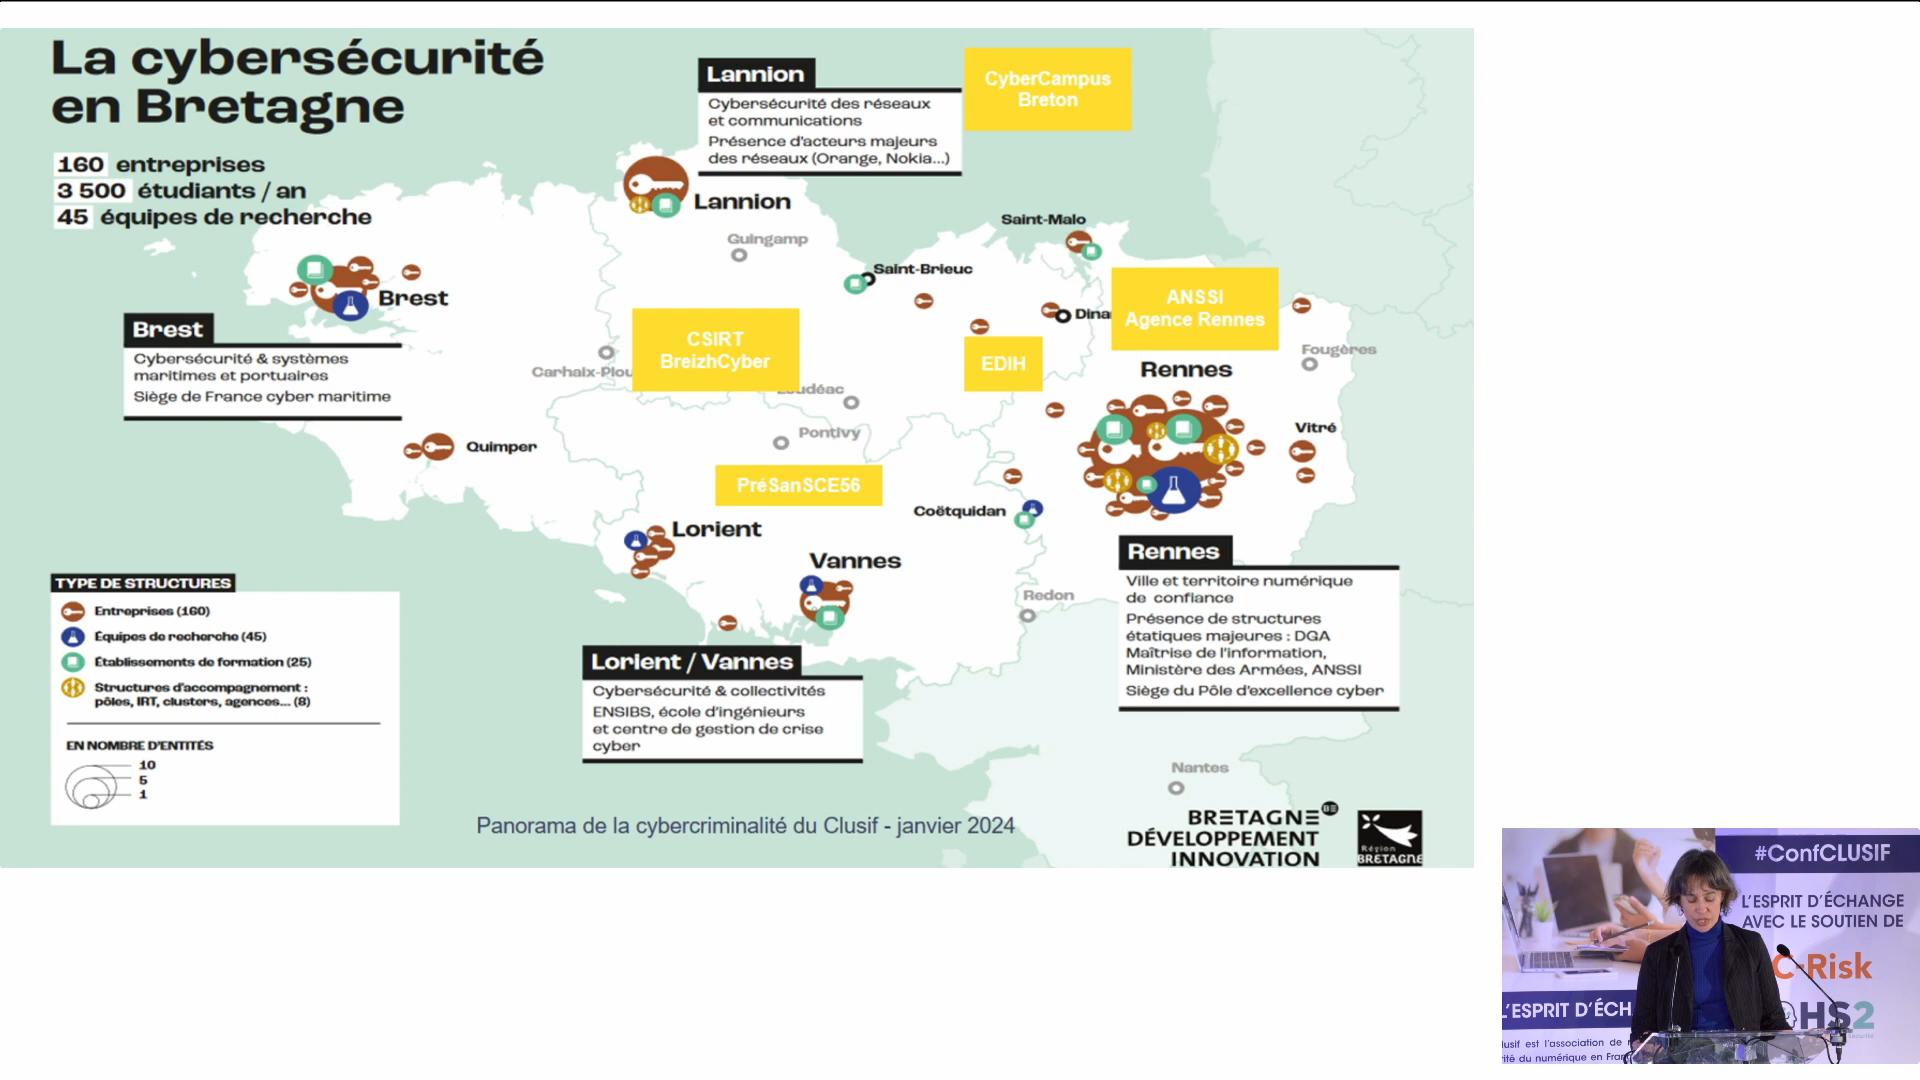 La cybersécurité
en Bretagne
160 entreprises
3 500 étudiants / an
45 équipes de recherche
Lannion
Cybersécurité des réseaux
et communications
Présence d'acteurs majeurs
des réseaux (Orange, Nokia...)
CyberCampus
Breton
Lannion
Guingamp
Saint-Malo
Saint-Brieuc
Brest
Dina
ANSSI
Agence Rennes
Brest
Cybersécurité & systèmes
maritimes et portuaires
Siège de France cyber maritime
CSIRT
BreizhCyber
EDIH
Carhaix-Plou
udéac
Fougères
Rennes
Pontivy
Vitré
Quimper
PréSanSCE56
Coëtquidan
Lorient
Vannes
Redon
Rennes
Ville et territoire numérique
de confiance
Présence de structures
étatiques majeures : DGA
Maîtrise de l'information,
Ministère des Armées, ANSSI
Siège du Pôle d'excellence cyber
TYPE DE STRUCTURES
Entreprises (160)
Équipes de recherche (45)
Établissements de formation (25)
Structures d'accompagnement :
pôles, IRT, clusters, agences... (8)
EN NOMBRE D'ENTITÉS
10
5
1
Lorient / Vannes
Cybersécurité & collectivités
ENSIBS, école d'ingénieurs
et centre de gestion de crise
cyber
Nantes
Panorama de la cybercriminalité du Clusif - janvier 2024
BRETAGNE
DÉVELOPPEMENT
INNOVATION
Région
BRETAGNE
#ConfCLUSIF
L'ESPRIT D'ÉCHANGE
AVEC LE SOUTIEN DE
C-Risk
HS2
L'ESPRIT D'ÉCH
lusif est l'association de
ité du numérique en Fran